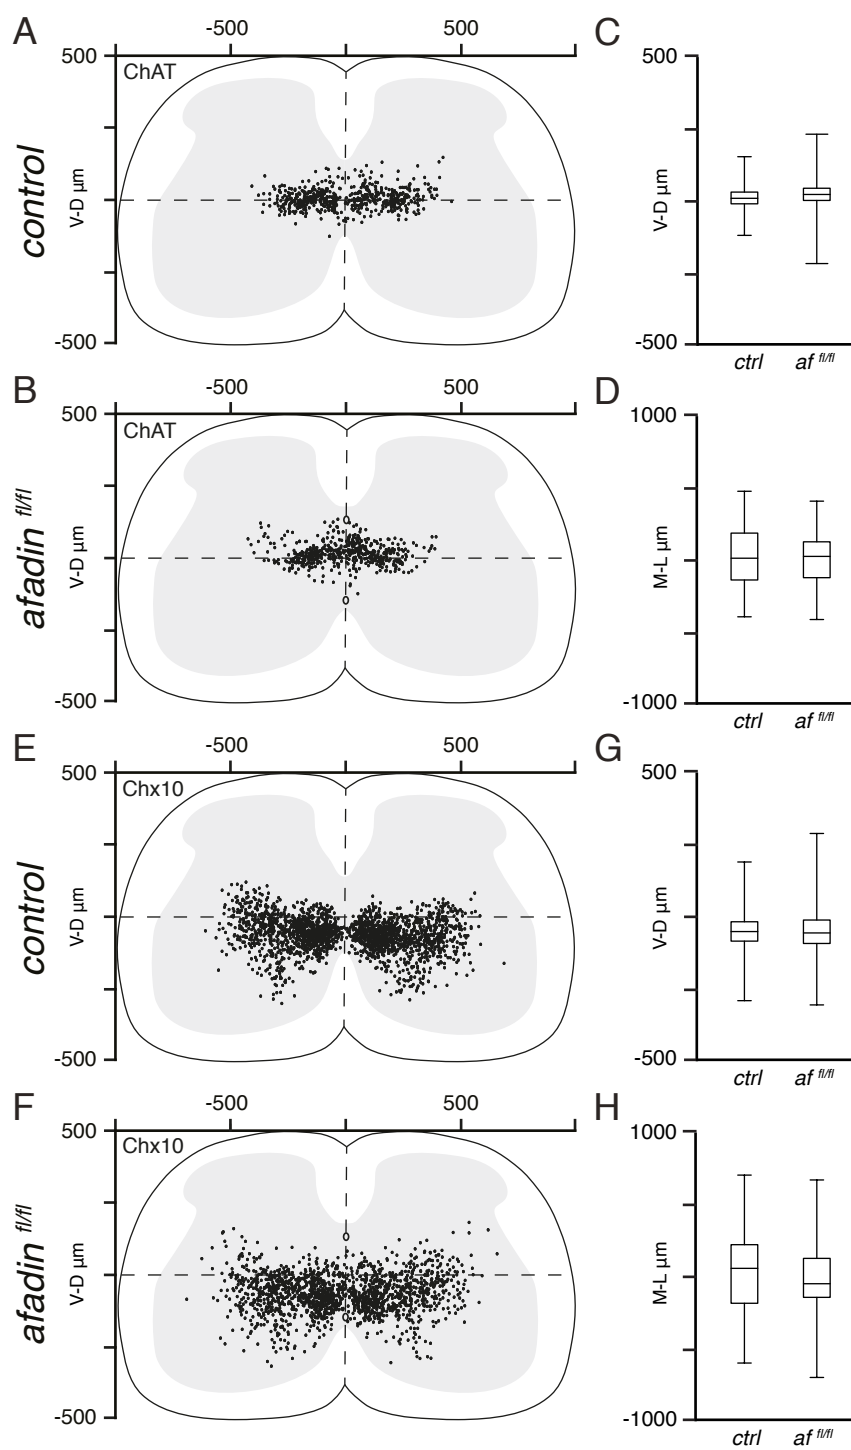 A
-500 500
500
ChAT
control
V-D µm
-500
C
500
V-D µm
-500
ctrl af fl/fl
B
-500 500
500
ChAT
afadin fl/fl
V-D µm
-500
D
1000
M-L µm
-1000
ctrl af fl/fl
E
-500 500
500
Chx10
control
V-D µm
-500
G
500
V-D µm
-500
ctrl af fl/fl
F
-500 500
500
Chx10
afadin fl/fl
V-D µm
-500
H
1000
M-L µm
-1000
ctrl af fl/fl